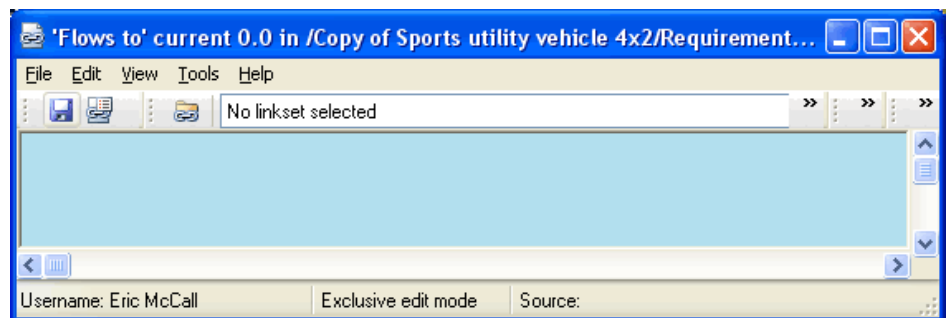 'Flows to' current 0.0 in /Copy of Sports utility vehicle 4x2/Requirement...
File Edit View Tools Help
No linkset selected
Username: Eric McCall Exclusive edit mode Source: